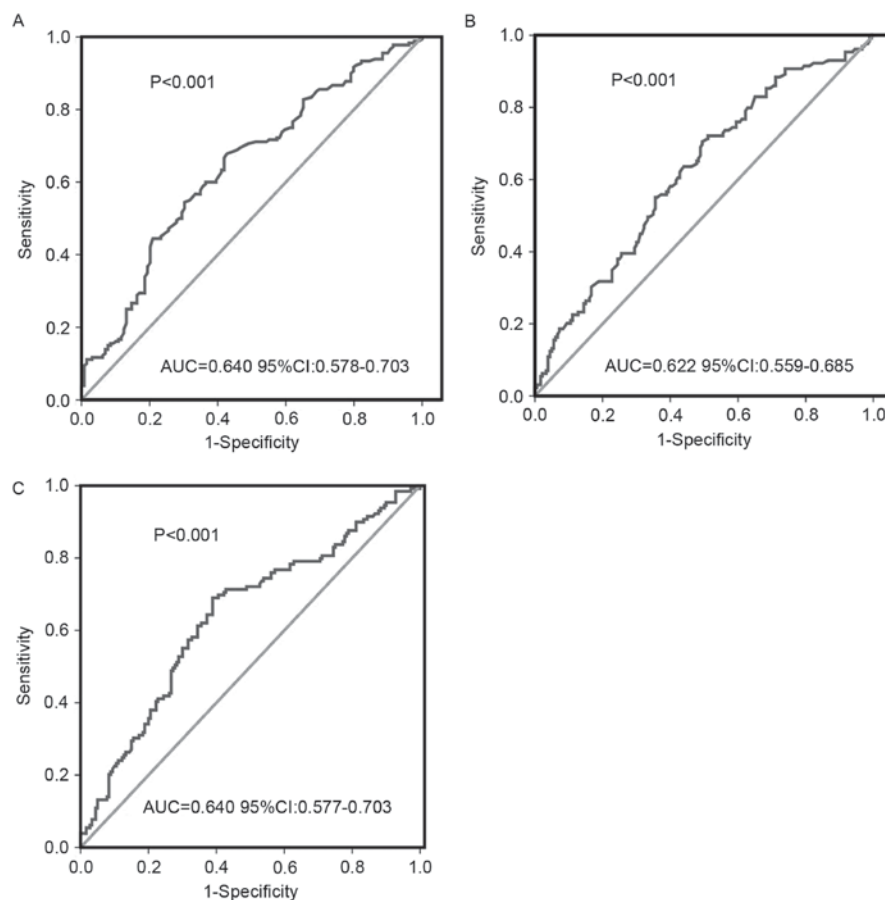 A
1.0
0.8
0.6
0.4
0.2
0.0
Sensitivity
P<0.001
AUC=0.640 95%CI:0.578-0.703
0.0 0.2 0.4 0.6 0.8 1.0
1-Specificity
B
1.0
0.8
0.6
0.4
0.2
0.0
Sensitivity
P<0.001
AUC=0.622 95%CI:0.559-0.685
0.0 0.2 0.4 0.6 0.8 1.0
1-Specificity
C
1.0
0.8
0.6
0.4
0.2
0.0
Sensitivity
P<0.001
AUC=0.640 95%CI:0.577-0.703
0.0 0.2 0.4 0.6 0.8 1.0
1-Specificity